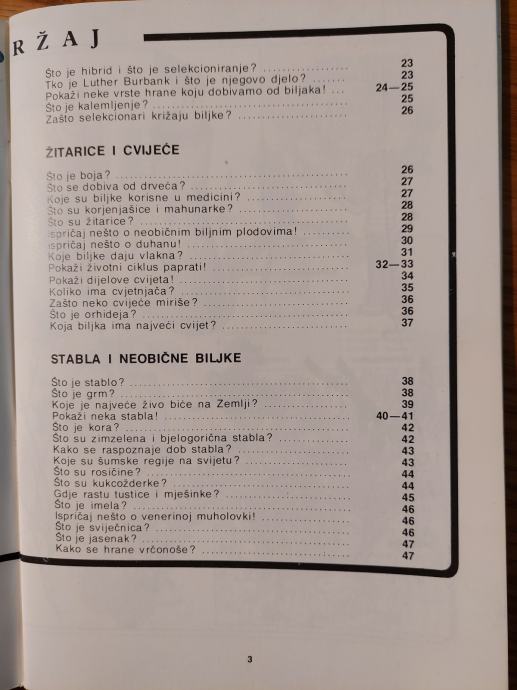 RŽAJ
Što je hibrid i što je selekcioniranje? 23
Tko je Luther Burbank i što je njegovo djelo? 23
Pokaži neke vrste hrane koju dobivamo od biljaka! 24—25
Što je kalemljenje? 25
Zašto selekcionari križaju biljke? 26
ŽITARICE I CVIJEĆE
Što je boja? 26
Što se dobiva od drveća? 27
Koje su biljke korisne u medicini? 27
Što su korjenjašice i mahunarke? 28
Što su žitarice? 28
Ispričaj nešto o neobičnim biljnim plodovima! 29
Ispričaj nešto o duhanu! 30
Koje biljke daju vlakna? 31
Pokaži životni ciklus paprati! 32—33
Pokaži dijelove cvijeta! 34
Koliko ima cvjetnjača? 35
Zašto neko cvijeće miriše? 36
Što je orhideja? 36
Koja biljka ima najveći cvijet? 37
STABLA I NEOBIČNE BILJKE
Što je stablo? 38
Što je grm? 38
Koje je najveće živo biće na Zemlji? 39
Pokaži neka stabla! 40—41
Što je kora? 42
Što su zimzelena i bjelogorična stabla? 42
Kako se raspoznaje dob stabla? 43
Koje su šumske regije na svijetu? 43
Što su rosičine? 44
Što su kukcožderke? 44
Gdje rastu tustice i mješinke? 45
Što je imela? 46
Ispričaj nešto o venerinoj muholovki! 46
Što je sviječnica? 46
Što je jasenak? 47
Kako se hrane vrčonoše? 47
3